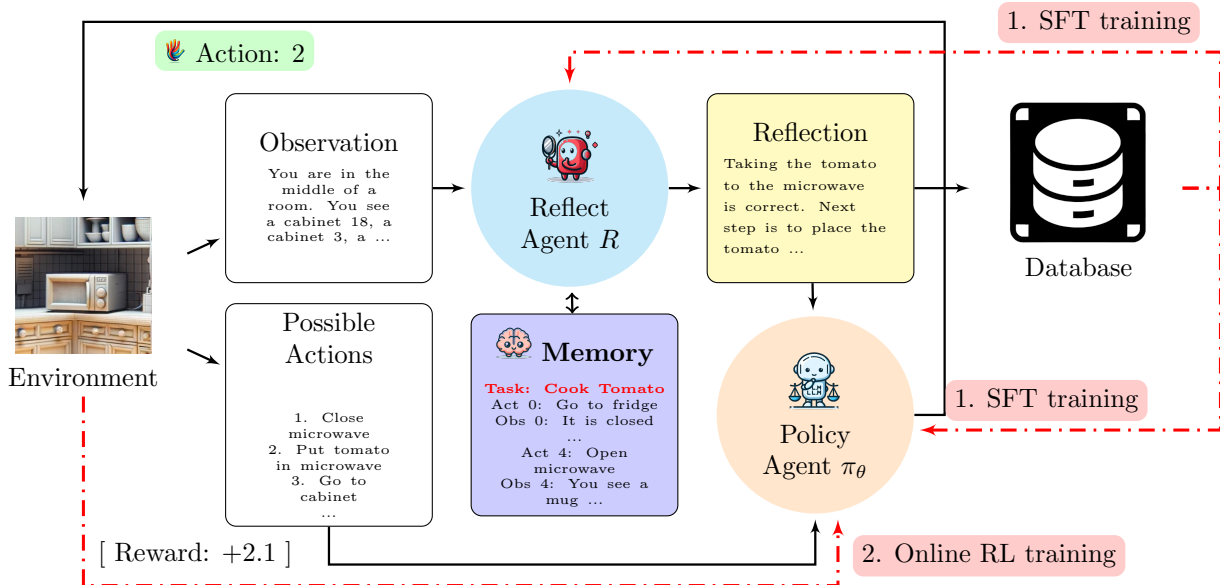 1. SFT training
Action: 2
Observation
You are in the
middle of a
room. You see
a cabinet 18, a
cabinet 3, a ...
Reflect
Agent R
Reflection
Taking the tomato
to the microwave
is correct. Next
step is to place the
tomato ...
Database
Environment
Possible
Actions
1. Close
microwave
2. Put tomato
in microwave
3. Go to
cabinet
...
Memory
Task: Cook Tomato
Act 0: Go to fridge
Obs 0: It is closed
...
Act 4: Open
microwave
Obs 4: You see a
mug ...
LLM
Policy
Agent πθ
1. SFT training
[ Reward: +2.1 ]
2. Online RL training